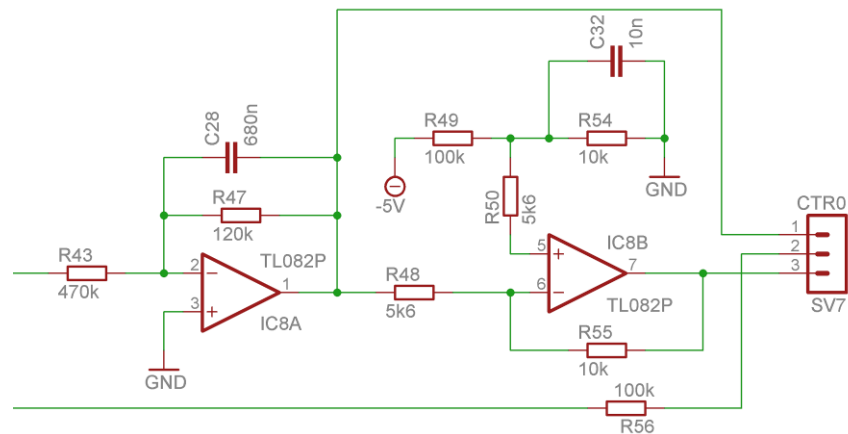 C32
10n
C28
680n
R49
100k
R54
10k
GND
-5V
R50
5k6
R47
120k
CTR0
1
2
3
SV7
R43
470k
2
3
1
TL082P
IC8A
GND
R48
5k6
5
6
7
IC8B
TL082P
R55
10k
100k
R56